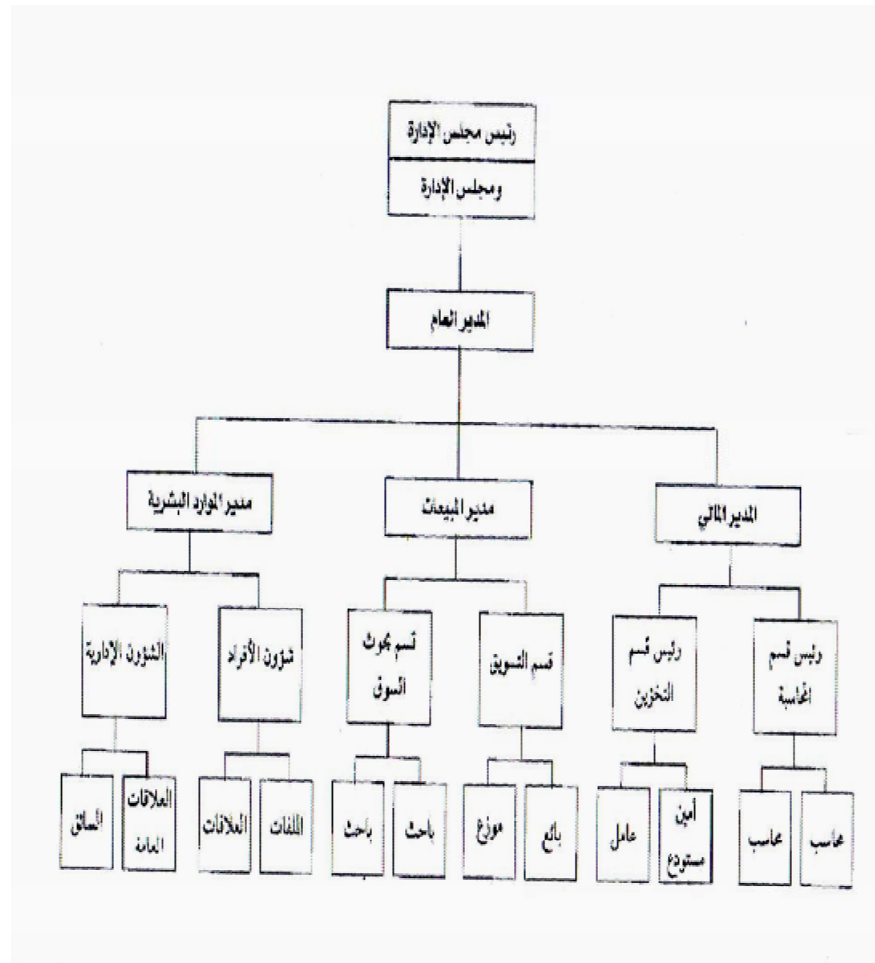 رئيس مجلس الإدارة
ومجلس الإدارة
المدير العام
المدير المالي
مدير المبيعات
مدير الموارد البشرية
رئيس قسم
المحاسبة
رئيس قسم
التخزين
قسم التسويق
قسم بحوث
السوق
شؤون الأفراد
الشؤون الإدارية
محاسب
محاسب
أمين
مستودع
عامل
بائع
موزع
باحث
باحث
الملفات
العلاقات
العلاقات
العامة
السائق